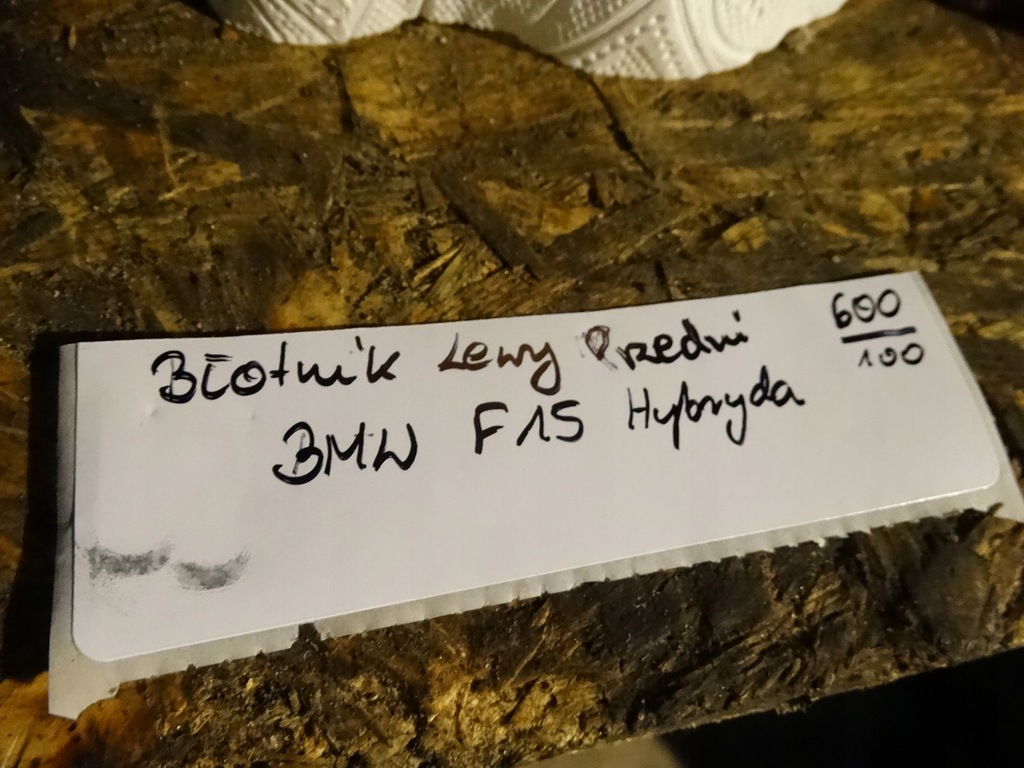 Błotnik Lewy Przedni
BMW F15 Hybryda
600
100